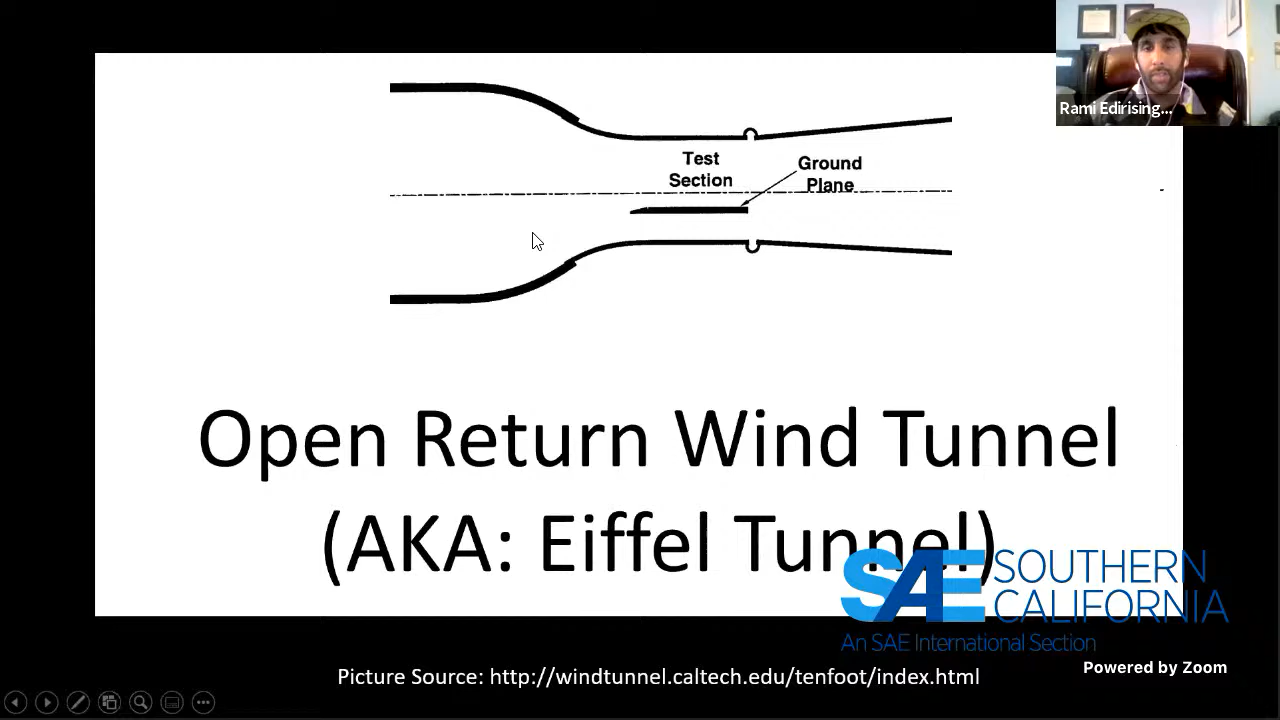 Rami Edirising...
Test
Section
Ground
Plane
Open Return Wind Tunnel
(AKA: Eiffel Tunnel)
SAE SOUTHERN
CALIFORNIA
An SAE International Section
Powered by Zoom
Picture Source: http://windtunnel.caltech.edu/tenfoot/index.html